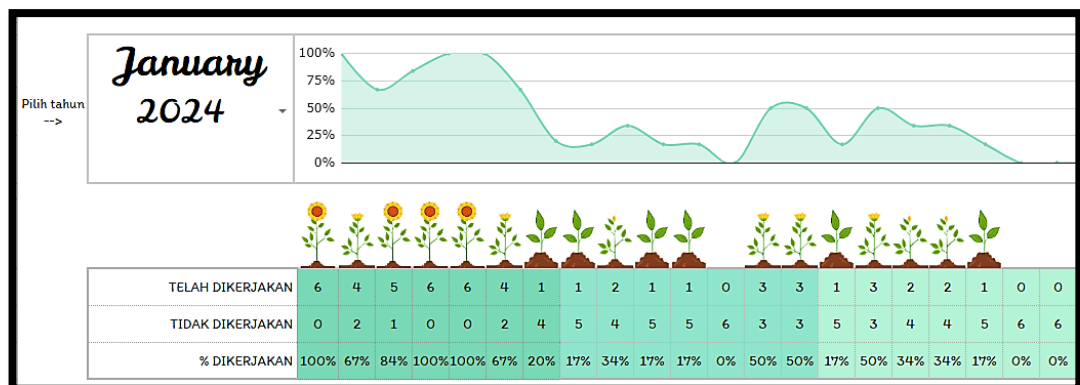 January
2024
Pilih tahun
-->
100%
75%
50%
25%
0%
TELAH DIKERJAKAN 6 4 5 6 6 4 1 1 2 1 1 0 3 3 1 3 2 2 1 0 0
TIDAK DIKERJAKAN 0 2 1 0 0 2 4 5 4 5 5 6 3 3 5 3 4 4 5 6 6
% DIKERJAKAN 100% 67% 84% 100% 100% 67% 20% 17% 34% 17% 17% 0% 50% 50% 17% 50% 34% 34% 17% 0% 0%